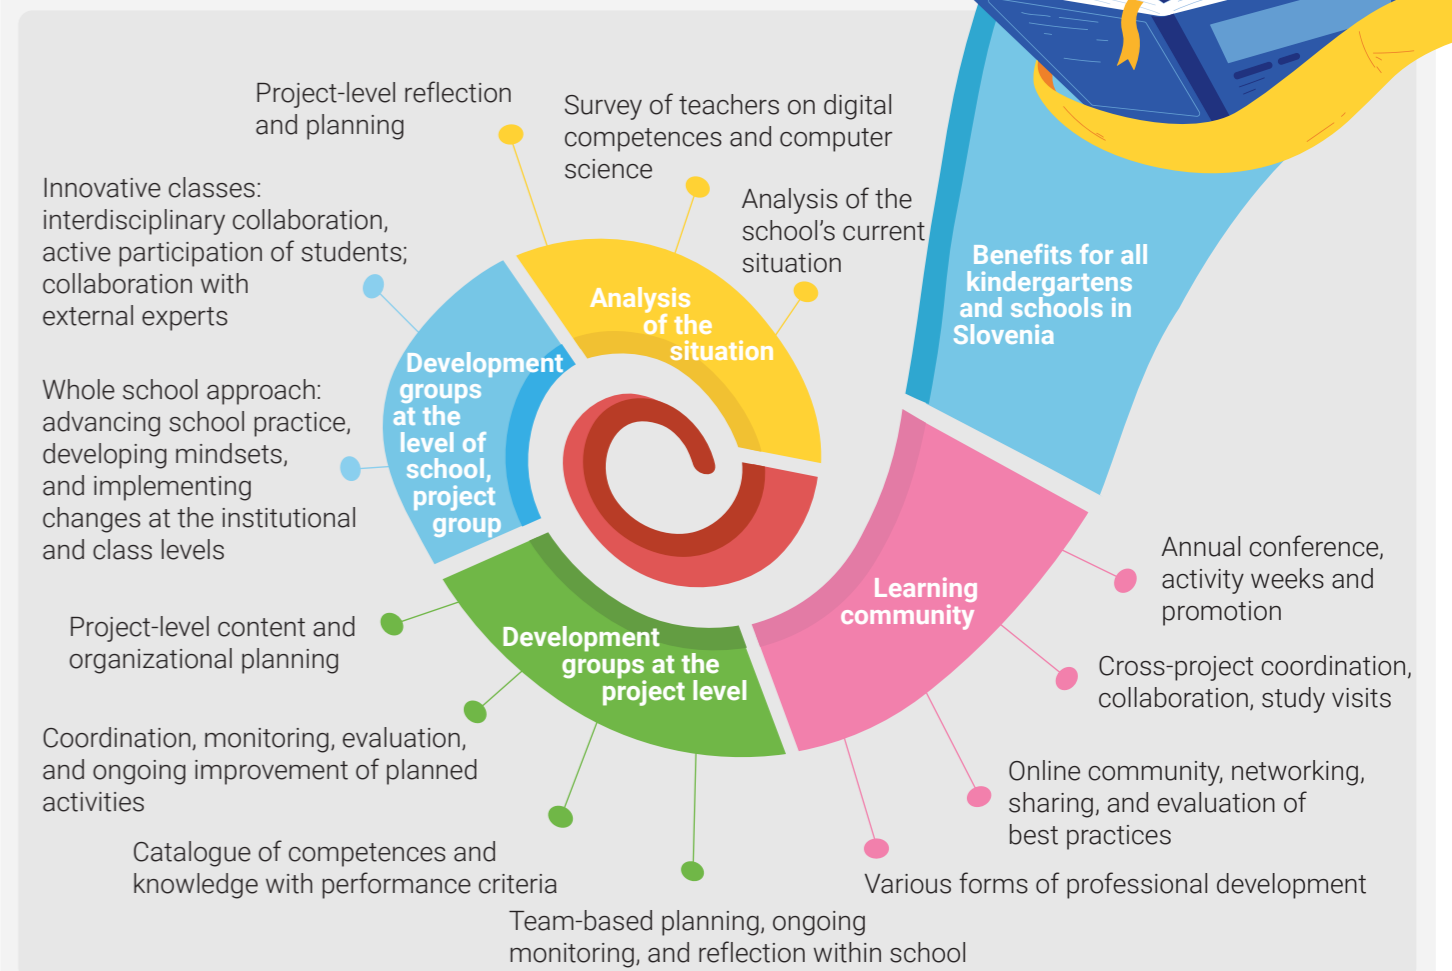 Project-level reflection
and planning
Survey of teachers on digital
competences and computer
science
Analysis of the
school's current
situation
Innovative classes:
interdisciplinary collaboration,
active participation of students;
collaboration with
external experts
Whole school approach:
advancing school practice,
developing mindsets,
and implementing
changes at the institutional
and class levels
Analysis
of the
situation
Development
groups
at the
level of
school,
project
group
Benefits for all
kindergartens
and schools in
Slovenia
Learning
community
Development
groups at the
project level
Project-level content and
organizational planning
Coordination, monitoring, evaluation,
and ongoing improvement of planned
activities
Catalogue of competences and
knowledge with performance criteria
Team-based planning, ongoing
monitoring, and reflection within school
Annual conference,
activity weeks and
promotion
Cross-project coordination,
collaboration, study visits
Online community, networking,
sharing, and evaluation of
best practices
Various forms of professional development